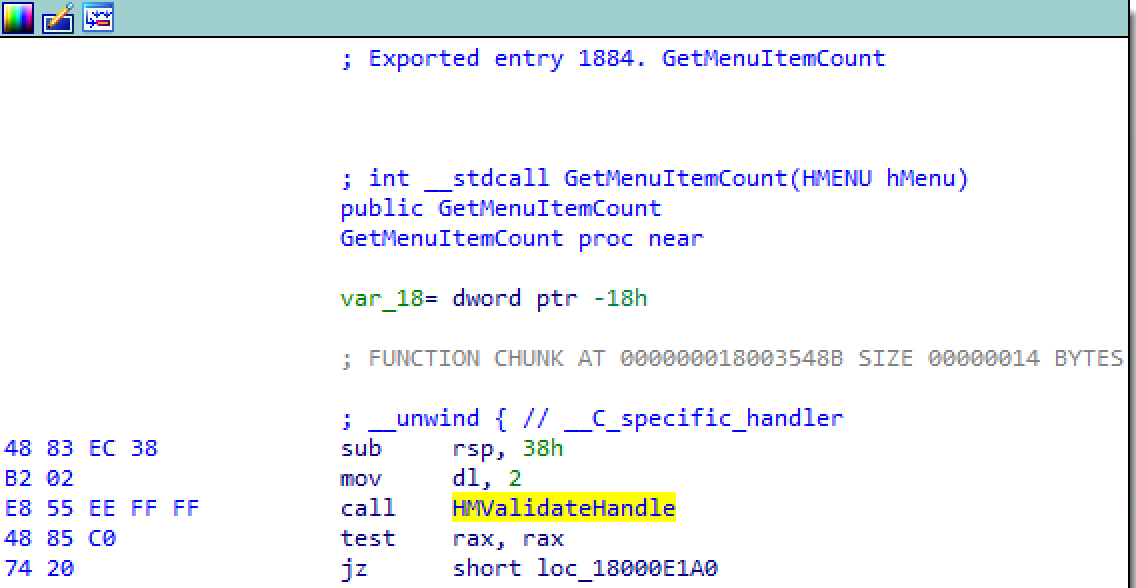 ; Exported entry 1884. GetMenuItemCount
; int __stdcall GetMenuItemCount(HMENU hMenu)
public GetMenuItemCount
GetMenuItemCount proc near
var_18= dword ptr -18h
; FUNCTION CHUNK AT 000000018003548B SIZE 00000014 BYTES
; __unwind { // __C_specific_handler
48 83 EC 38 sub rsp, 38h
B2 02 mov dl, 2
E8 55 EE FF FF call HMValidateHandle
48 85 C0 test rax, rax
74 20 jz short loc_18000E1A0